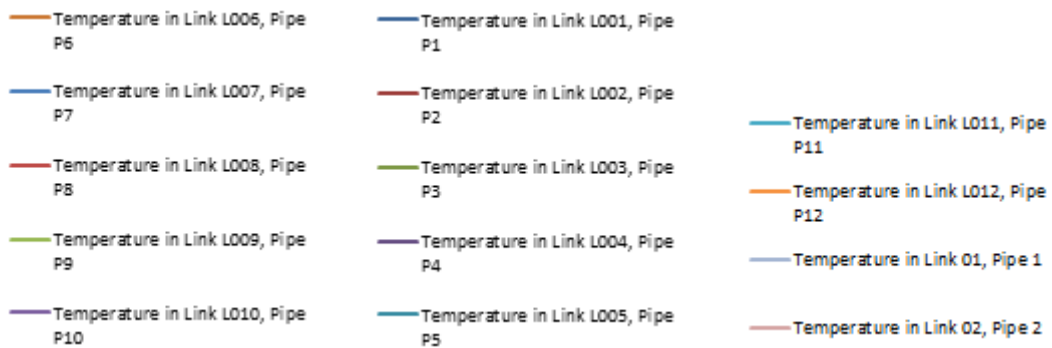 Temperature in Link L006, Pipe
P6
Temperature in Link L007, Pipe
P7
Temperature in Link L008, Pipe
P8
Temperature in Link L009, Pipe
P9
Temperature in Link L010, Pipe
P10
Temperature in Link L001, Pipe
P1
Temperature in Link L002, Pipe
P2
Temperature in Link L003, Pipe
P3
Temperature in Link L004, Pipe
P4
Temperature in Link L005, Pipe
P5
Temperature in Link L011, Pipe
P11
Temperature in Link L012, Pipe
P12
Temperature in Link 01, Pipe 1
Temperature in Link 02, Pipe 2